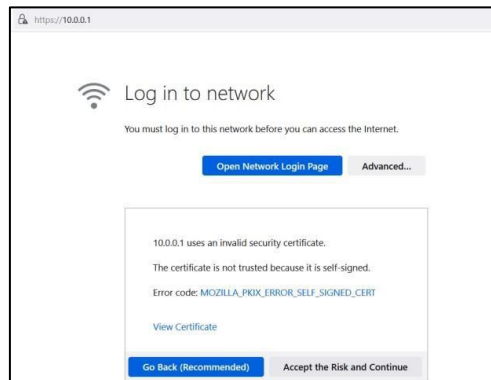 https://10.0.0.1
Log in to network
You must log in to this network before you can access the Internet.
Open Network Login Page Advanced...
10.0.0.1 uses an invalid security certificate.
The certificate is not trusted because it is self-signed.
Error code: MOZILLA_PKIX_ERROR_SELF_SIGNED_CERT
View Certificate
Go Back (Recommended) Accept the Risk and Continue